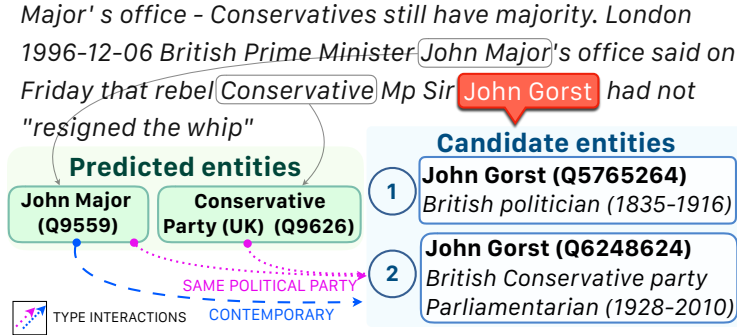 Major' s office - Conservatives still have majority. London
1996-12-06 British Prime Minister John Major's office said on
Friday that rebel Conservative Mp Sir John Gorst had not
"resigned the whip"
Predicted entities
John Major
(Q9559)
Conservative
Party (UK) (Q9626)
Candidate entities
1
John Gorst (Q5765264)
British politician (1835-1916)
2
John Gorst (Q6248624)
British Conservative party
Parliamentarian (1928-2010)
SAME POLITICAL PARTY
CONTEMPORARY
TYPE INTERACTIONS